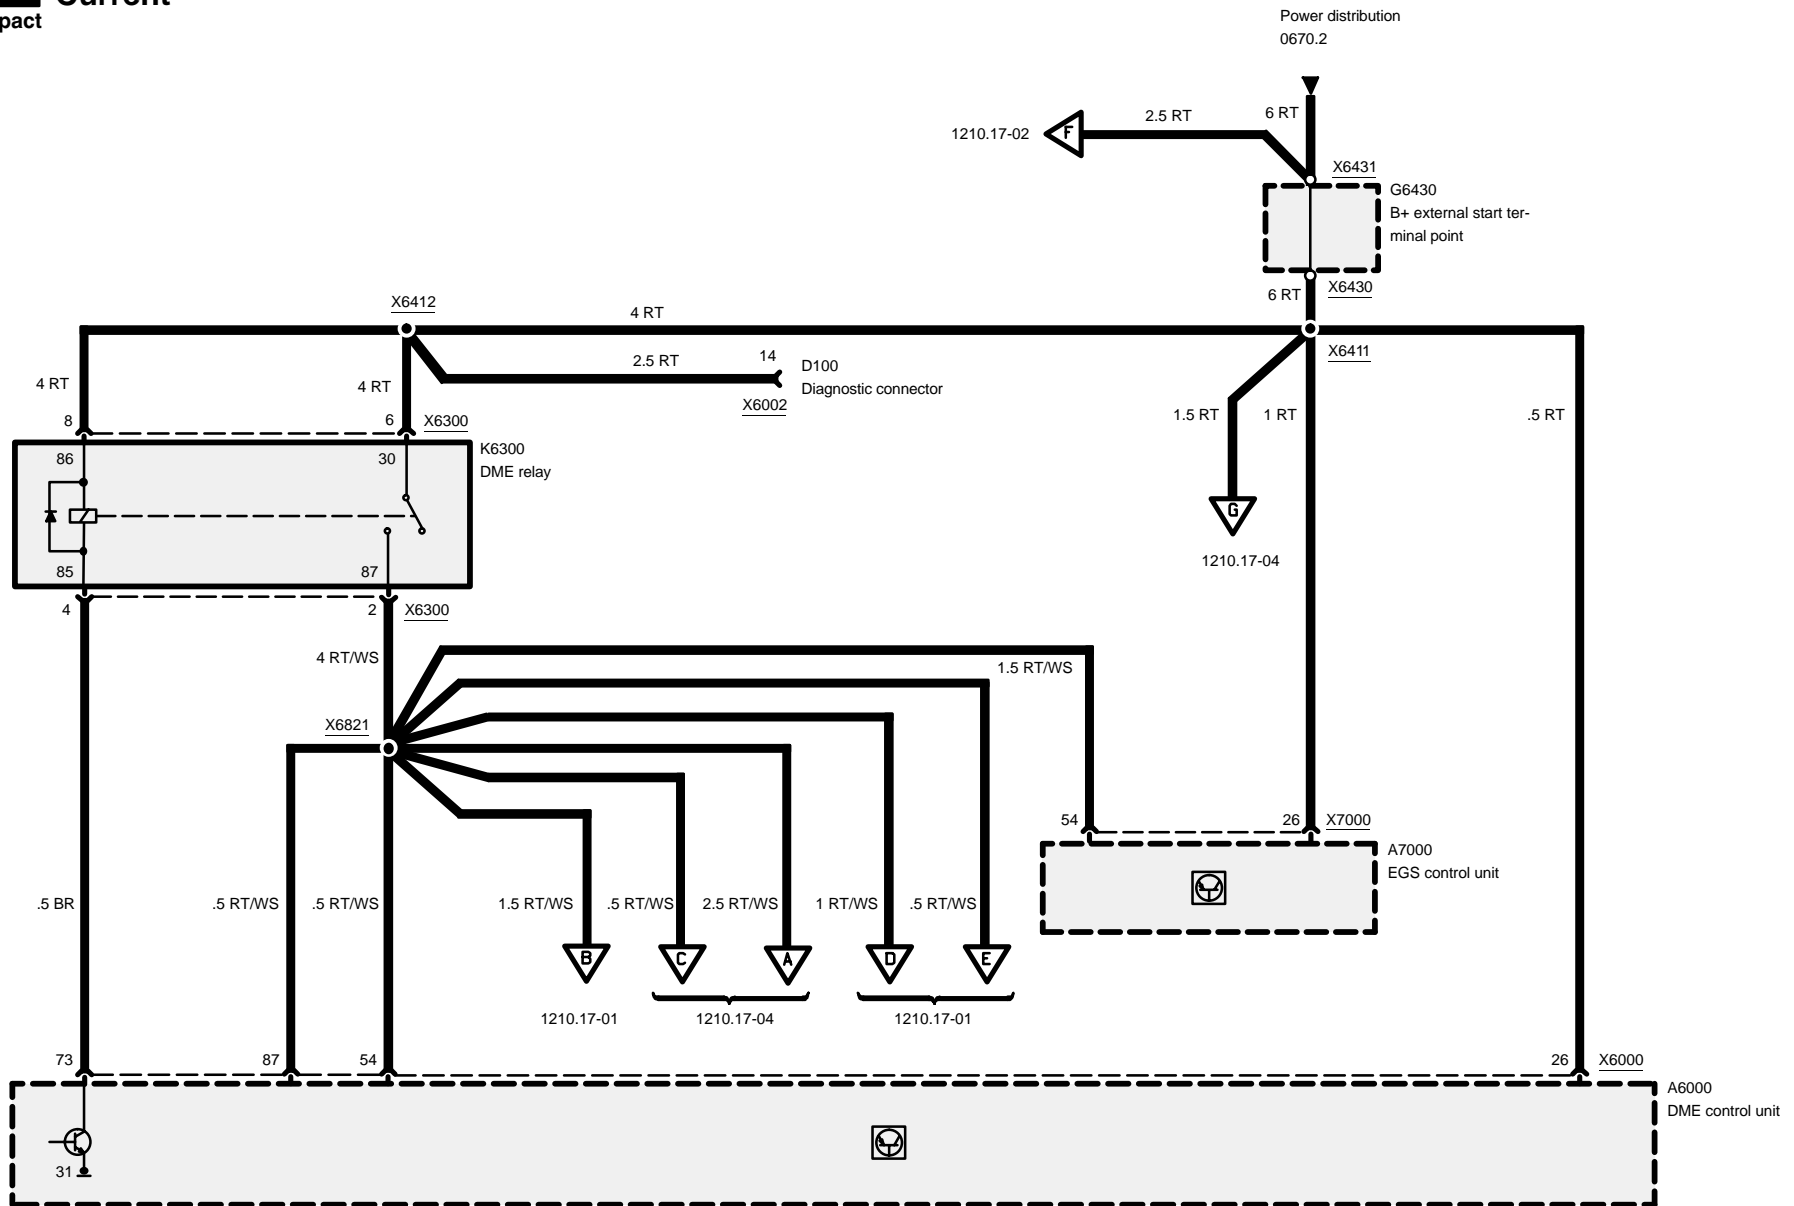 pact
Power distribution
0670.2
1210.17-02
F
2.5 RT
6 RT
X6431
G6430
B+ external start ter-
minal point
6 RT
X6430
X6412
4 RT
X6411
4 RT
4 RT
2.5 RT
14
D100
Diagnostic connector
X6002
1.5 RT
1 RT
.5 RT
8
6
X6300
K6300
DME relay
86
30
G
1210.17-04
85
87
4
2
X6300
4 RT/WS
1.5 RT/WS
X6821
54
26
X7000
A7000
EGS control unit
.5 BR
.5 RT/WS
.5 RT/WS
1.5 RT/WS
.5 RT/WS
2.5 RT/WS
1 RT/WS
.5 RT/WS
B
C
A
D
E
1210.17-01
1210.17-04
1210.17-01
73
87
54
26
X6000
A6000
DME control unit
31